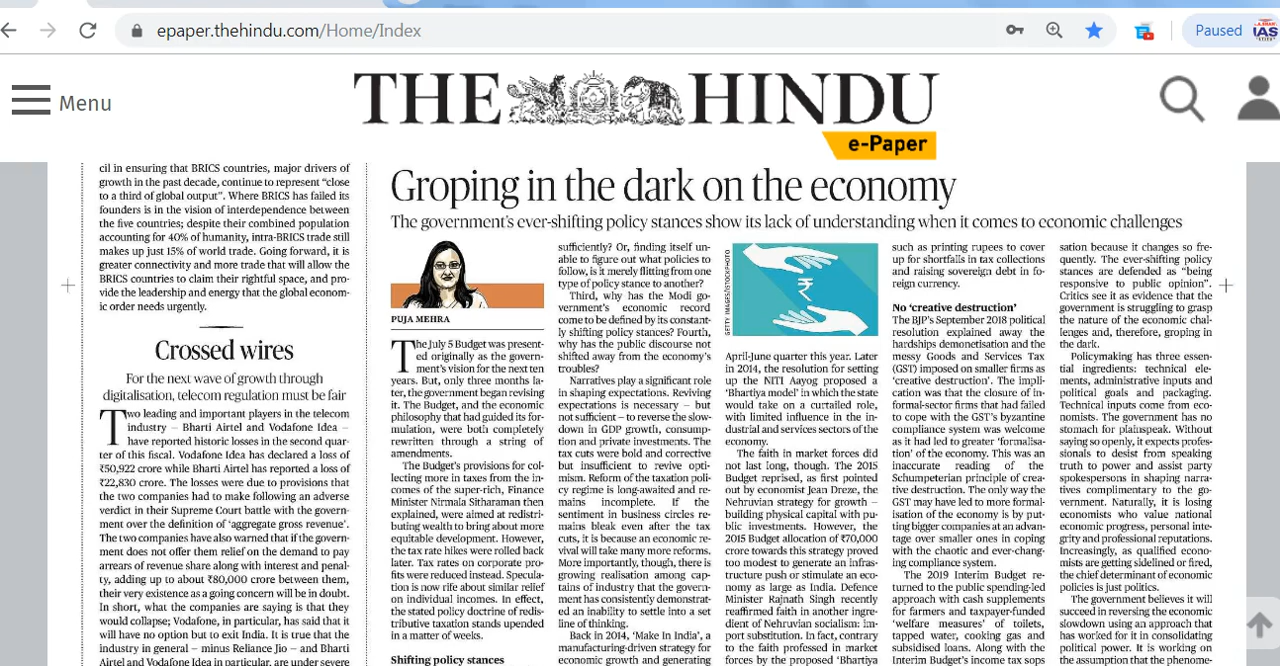 epaper.thehindu.com/Home/Index
Paused
IAS
Menu
THE HINDU
e-Paper
cil in ensuring that BRICS countries, major drivers of
growth in the past decade, continue to represent “close
to a third of global output”. Where BRICS has failed its
founders is in the vision of interdependence between
the five countries; despite their combined population
accounting for 40% of humanity, intra-BRICS trade still
makes up just 15% of world trade. Going forward, it is
greater connectivity and more trade that will allow the
BRICS countries to claim their rightful space, and pro-
vide the leadership and energy that the global econom-
ic order needs urgently.
Crossed wires
For the next wave of growth through
digitalisation, telecom regulation must be fair
Two leading and important players in the telecom
industry – Bharti Airtel and Vodafone Idea –
have reported historic losses in the second quar-
ter of this fiscal. Vodafone Idea has declared a loss of
₹50,922 crore while Bharti Airtel has reported a loss of
₹22,830 crore. The losses were due to provisions that
the two companies had to make following an adverse
verdict in their Supreme Court battle with the govern-
ment over the definition of ‘aggregate gross revenue’.
The two companies have also warned that if the govern-
ment does not offer them relief on the demand to pay
arrears of revenue share along with interest and penal-
ty, adding up to about ₹80,000 crore between them,
their very existence as a going concern will be in doubt.
In short, what the companies are saying is that they
would collapse; Vodafone, in particular, has said that it
will have no option but to exit India. It is true that the
industry in general – minus Reliance Jio – and Bharti
Airtel and Vodafone Idea in particular, are under severe
Groping in the dark on the economy
The government’s ever-shifting policy stances show its lack of understanding when it comes to economic challenges
PUJA MEHRA
The July 5 Budget was present-
ed originally as the govern-
ment’s vision for the next ten
years. But, only three months la-
ter, the government began revising
it. The Budget, and the economic
philosophy that had guided its for-
mulation, were both completely
rewritten through a string of
amendments.
The Budget’s provisions for col-
lecting more in taxes from the in-
comes of the super-rich, Finance
Minister Nirmala Sitharaman then
explained, were aimed at redistri-
buting wealth to bring about more
equitable development. However,
the tax rate hikes were rolled back
later. Tax rates on corporate pro-
fits were reduced instead. Specula-
tion is now rife about similar relief
on individual incomes. In effect,
the stated policy doctrine of redis-
tributive taxation stands upended
in a matter of weeks.
Shifting policy stances
sufficiently? Or, finding itself un-
able to figure out what policies to
follow, is it merely flitting from one
type of policy stance to another?
Third, why has the Modi go-
vernment’s economic record
come to be defined by its constant-
ly shifting policy stances? Fourth,
why has the public discourse not
shifted away from the economy’s
troubles?
Narratives play a significant role
in shaping expectations. Reviving
expectations is necessary – but
not sufficient – to reverse the slow-
down in GDP growth, consump-
tion and private investments. The
tax cuts were bold and corrective
but insufficient to revive opti-
mism. Reform of the taxation poli-
cy regime is long-awaited and re-
mains incomplete. If the
sentiment in business circles re-
mains bleak even after the tax
cuts, it is because an economic re-
vival will take many more reforms.
More importantly, though, there is
growing realisation among cap-
tains of industry that the govern-
ment has consistently demonstrat-
ed an inability to settle into a set
line of thinking.
Back in 2014, ‘Make in India’, a
manufacturing-driven strategy for
economic growth and generating
GETTY IMAGES/ISTOCKPHOTO
₹
April-June quarter this year. Later
in 2014, the resolution for setting
up the NITI Aayog proposed a
‘Bhartiya model’ in which the state
would take on a curtailed role,
with limited influence in the in-
dustrial and services sectors of the
economy.
The faith in market forces did
not last long, though. The 2015
Budget reprised, as first pointed
out by economist Jean Dreze, the
Nehruvian strategy for growth –
building physical capital with pu-
blic investments. However, the
2015 Budget allocation of ₹70,000
crore towards this strategy proved
too modest to generate an infras-
tructure push or stimulate an eco-
nomy as large as India. Defence
Minister Rajnath Singh recently
reaffirmed faith in another ingre-
dient of Nehruvian socialism: im-
port substitution. In fact, contrary
to the faith professed in market
forces by the proposed ‘Bhartiya
such as printing rupees to cover
up for shortfalls in tax collections
and raising sovereign debt in fo-
reign currency.
No ‘creative destruction’
The BJP’s September 2018 political
resolution explained away the
hardships demonetisation and the
messy Goods and Services Tax
(GST) imposed on smaller firms as
‘creative destruction’. The impli-
cation was that the closure of in-
formal-sector firms that had failed
to cope with the GST’s byzantine
compliance system was welcome
as it had led to greater ‘formalisa-
tion’ of the economy. This was an
inaccurate reading of the
Schumpeterian principle of crea-
tive destruction. The only way the
GST may have led to more formal-
isation of the economy is by put-
ting bigger companies at an advan-
tage over smaller ones in coping
with the chaotic and ever-chang-
ing compliance system.
The 2019 Interim Budget re-
turned to the public spending-led
approach with cash supplements
for farmers and taxpayer-funded
‘welfare measures’ of toilets,
tapped water, cooking gas and
subsidised loans. Along with the
Interim Budget’s income tax sops
sation because it changes so fre-
quently. The ever-shifting policy
stances are defended as “being
responsive to public opinion”.
Critics see it as evidence that the
government is struggling to grasp
the nature of the economic chal-
lenges and, therefore, groping in
the dark.
Policymaking has three essen-
tial ingredients: technical ele-
ments, administrative inputs and
political goals and packaging.
Technical inputs come from eco-
nomists. The government has no
stomach for plainspeak. Without
saying so openly, it expects profes-
sionals to desist from speaking
truth to power and assist party
spokespersons in shaping narra-
tives complimentary to the go-
vernment. Naturally, it is losing
economists who value national
economic progress, personal inte-
grity and professional reputations.
Increasingly, as qualified econo-
mists are getting sidelined or fired,
the chief determinant of economic
policies is just politics.
The government believes it will
succeed in reversing the economic
slowdown using an approach that
has worked for it in consolidating
political power. It is working on
the assumption that the phenom-